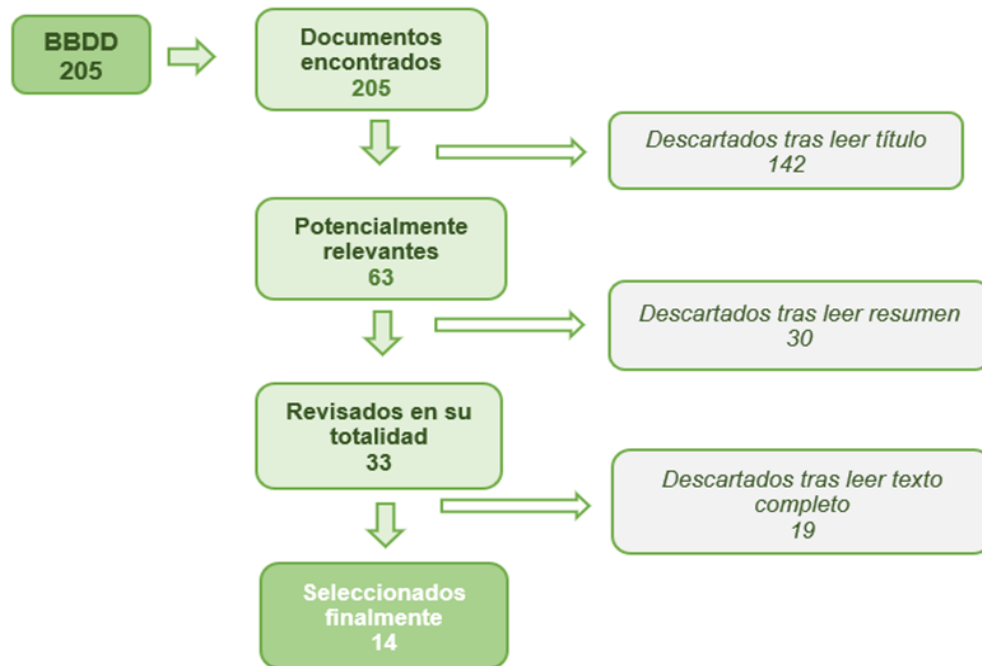 BBDD
205
Documentos
encontrados
205
Descartados tras leer título
142
Potencialmente
relevantes
63
Descartados tras leer resumen
30
Revisados en su
totalidad
33
Descartados tras leer texto
completo
19
Seleccionados
finalmente
14